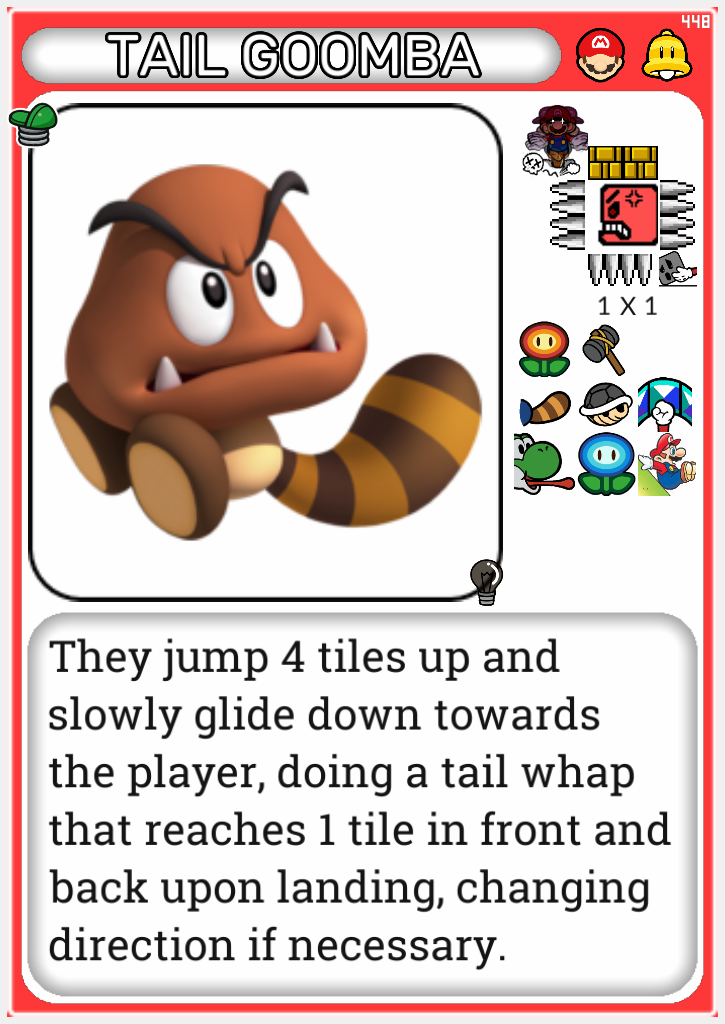 448
TAIL GOOMBA
1 X 1
They jump 4 tiles up and
slowly glide down towards
the player, doing a tail whap
that reaches 1 tile in front and
back upon landing, changing
direction if necessary.